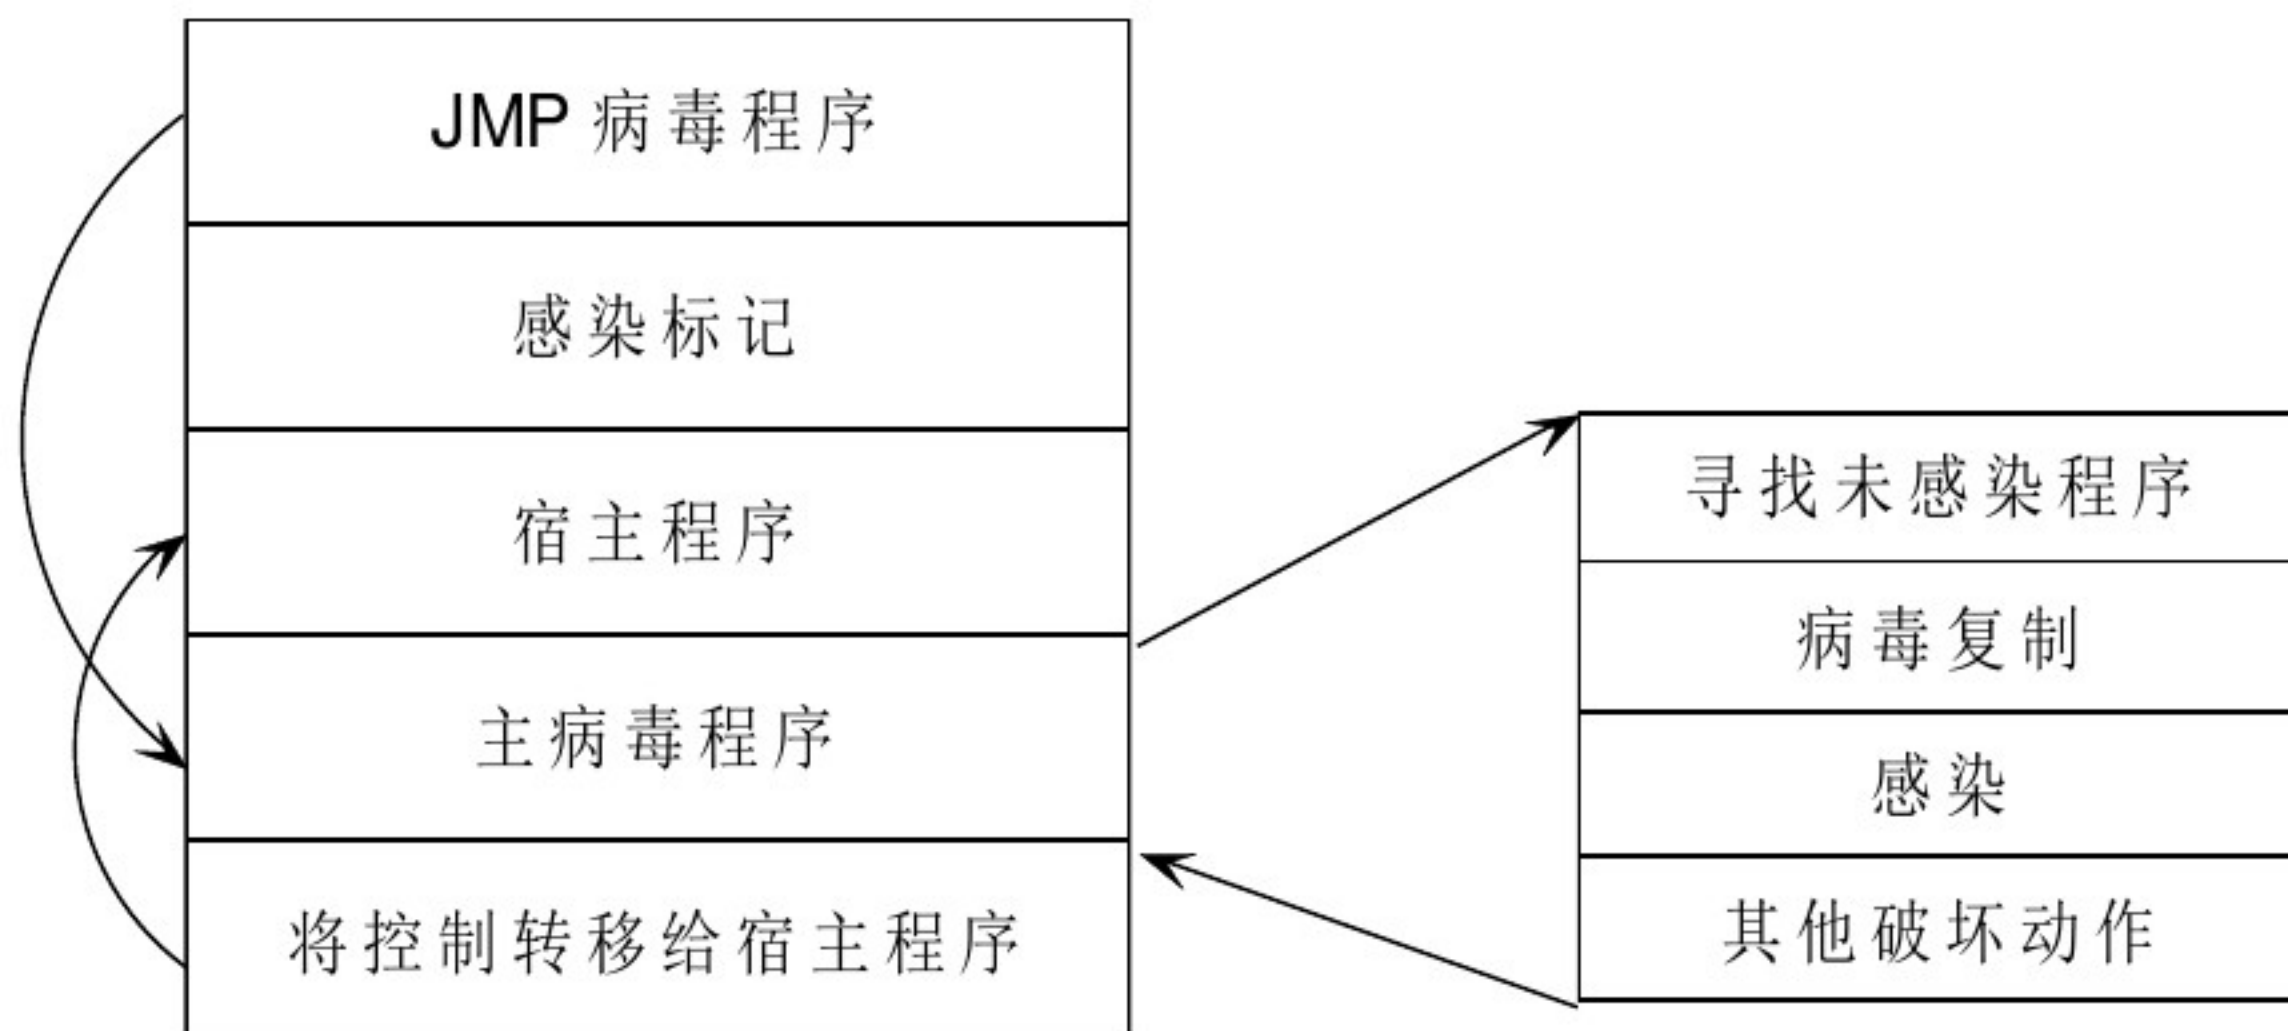 JMP 病毒程序
感染标记
宿主程序
主病毒程序
将控制转移给宿主程序
寻找未感染程序
病毒复制
感染
其他破坏动作